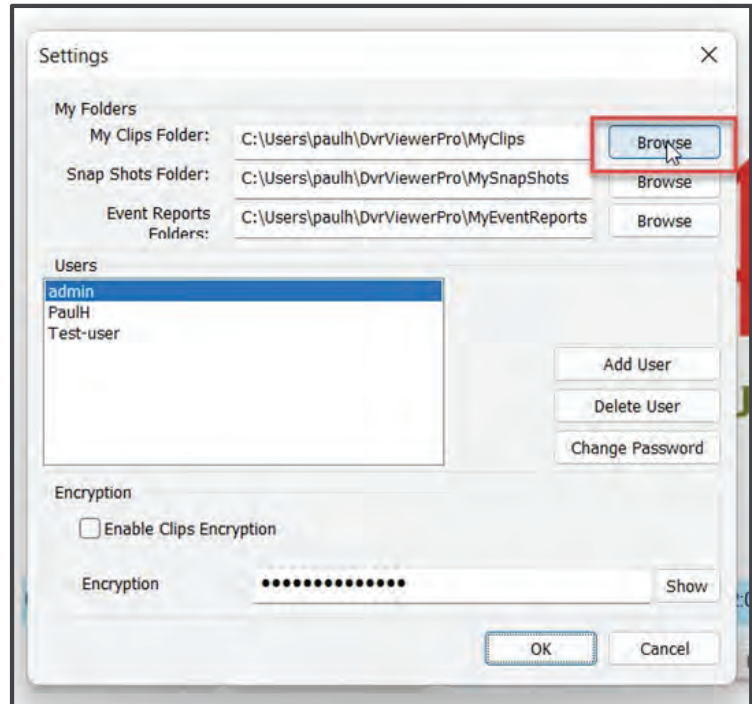 Settings
My Folders
My Clips Folder: C:\Users\paulh\DvrViewerPro\MyClips Browse
Snap Shots Folder: C:\Users\paulh\DvrViewerPro\MySnapShots Browse
Event Reports
Folders: C:\Users\paulh\DvrViewerPro\MyEventReports Browse
Users
admin
PaulH
Test-user
Add User
Delete User
Change Password
Encryption
Enable Clips Encryption
Encryption •••••••••••••• Show
OK Cancel